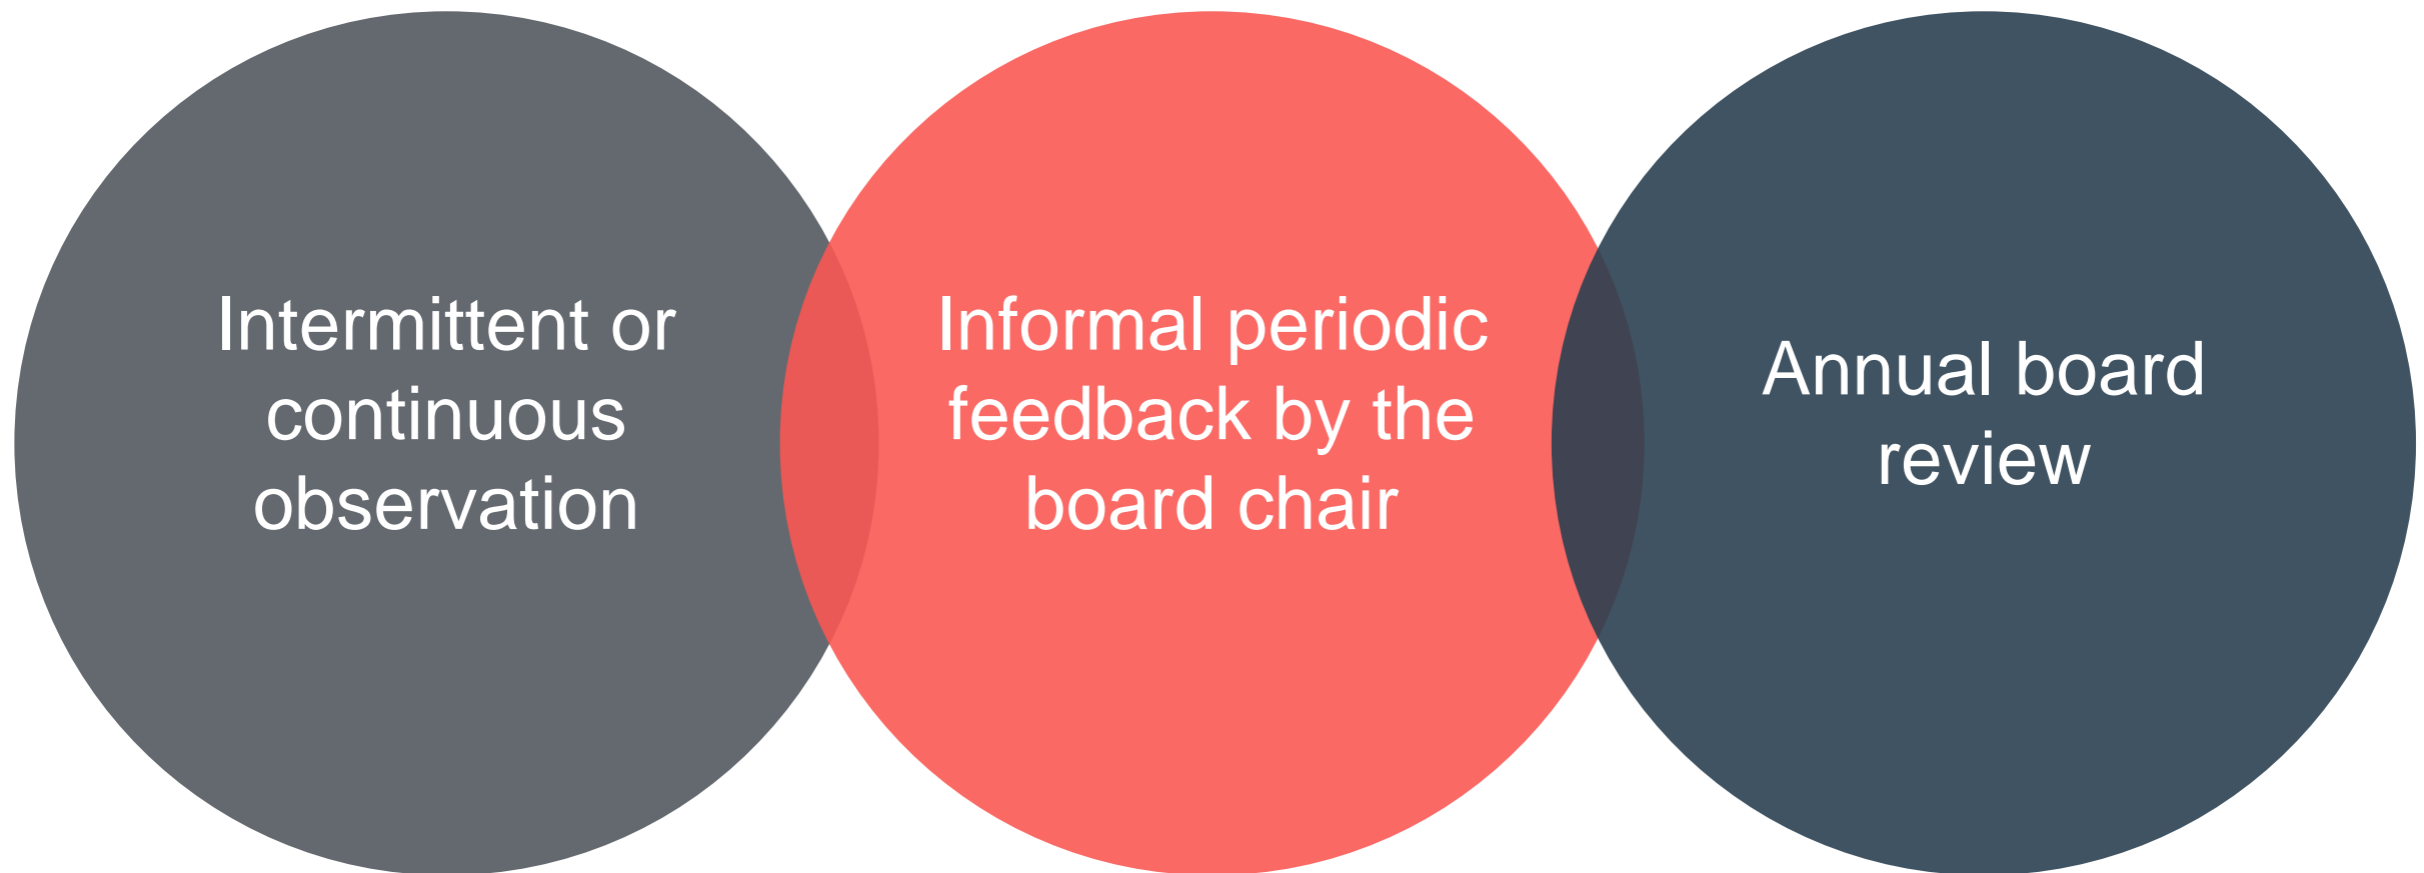 Intermittent or
continuous
observation
Informal periodic
feedback by the
board chair
Annual board
review